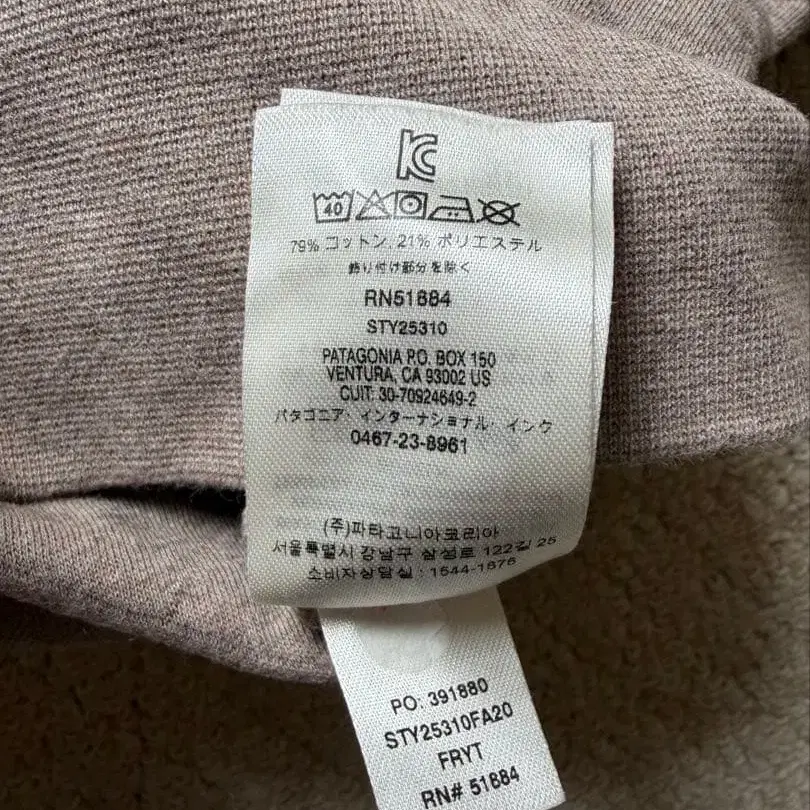 KC
40
79% コットン 21% ポリエステル
飾り付け部分を除く
RN51884
STY25310
PATAGONIA P.O. BOX 150
VENTURA, CA 93002 US
CUIT: 30-70924649-2
パタゴニア・インターナショナル・インク
0467-23-8961
(주)파타고니아코리아
서울특별시 강남구 삼성로 122길 25
소비자상담실 : 1544-1876
PO: 391880
STY25310FA20
FRYT
RN# 51884